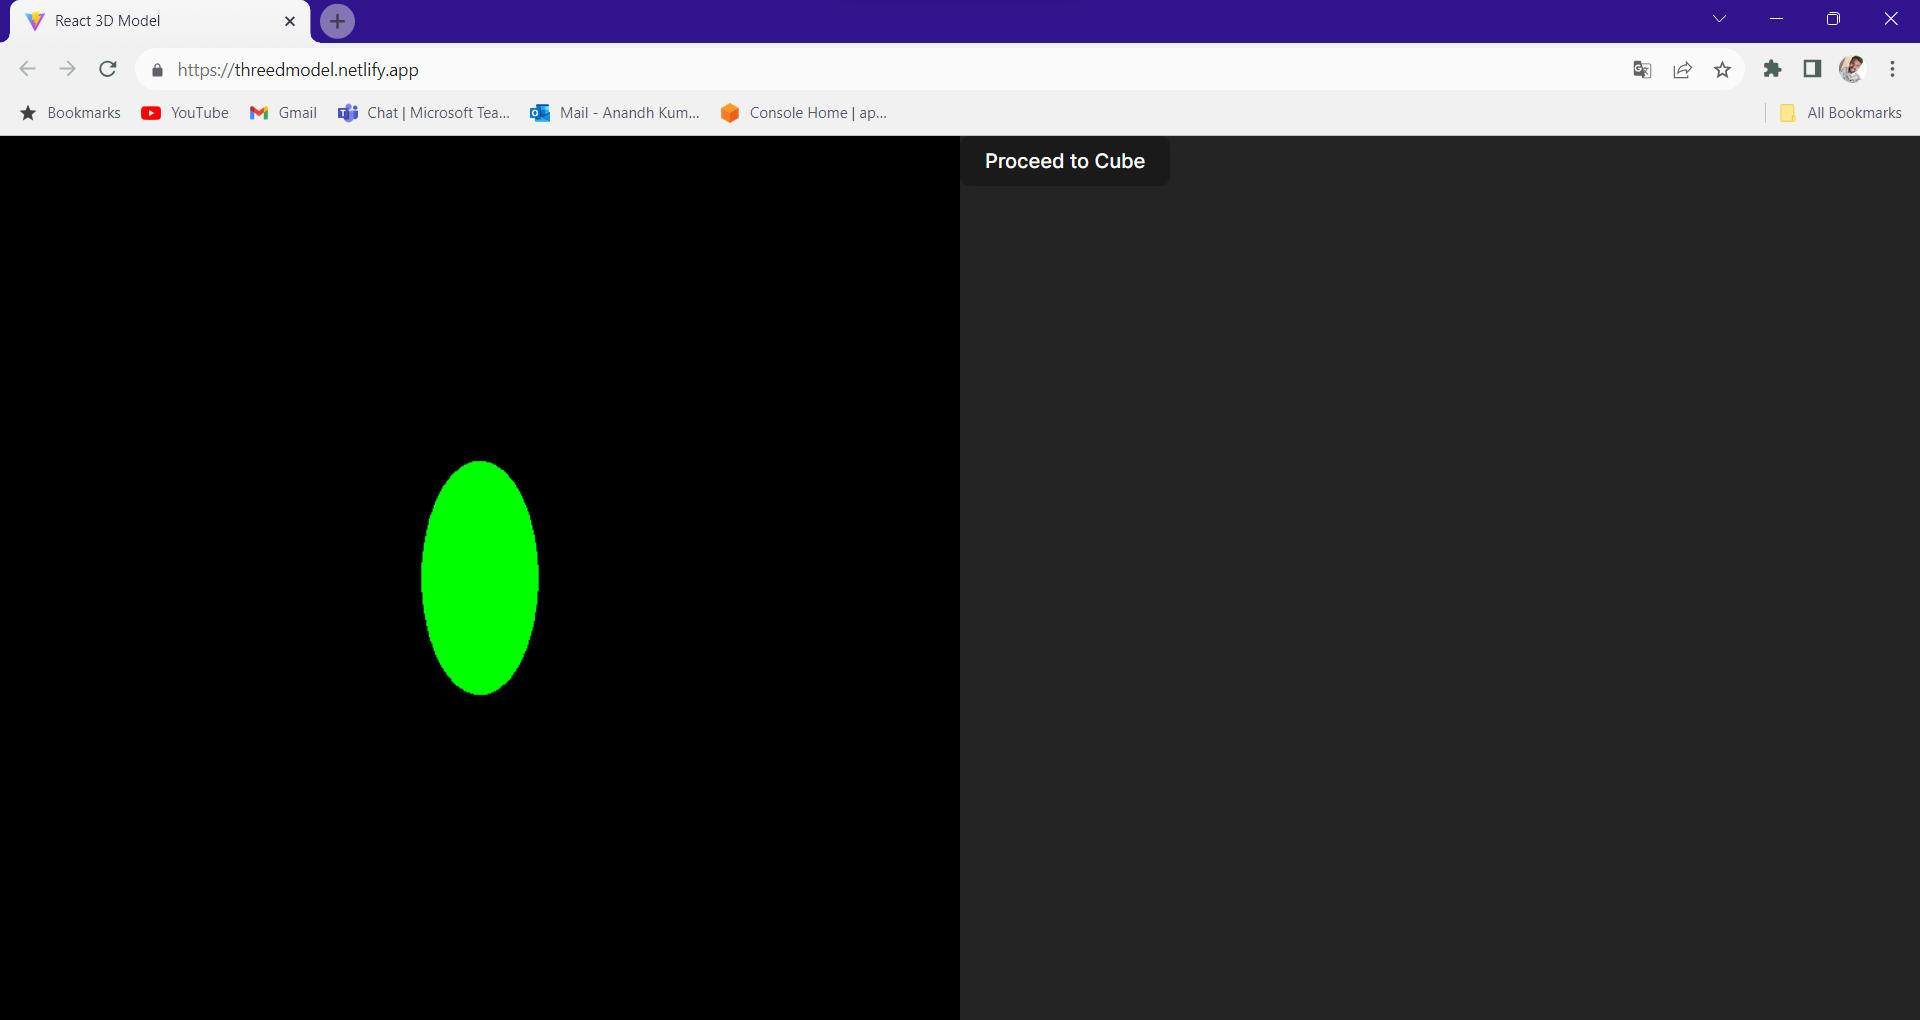 React 3D Model
https://threedmodel.netlify.app
Bookmarks
YouTube
Gmail
Chat | Microsoft Tea...
Mail - Anandh Kum...
Console Home | ap...
All Bookmarks
Proceed to Cube